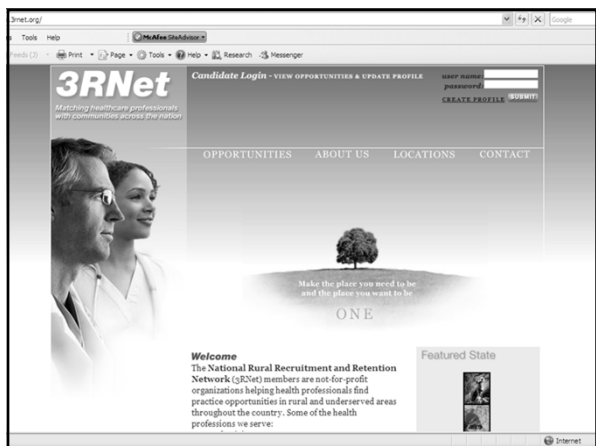 3rnet.org/
Google
Tools Help McAfee SiteAdvisor
Feeds (3) Print Page Tools Help Research Messenger
3RNet
Matching healthcare professionals
with communities across the nation
Candidate Login - VIEW OPPORTUNITIES & UPDATE PROFILE
user name:
password:
CREATE PROFILE SUBMIT
OPPORTUNITIES ABOUT US LOCATIONS CONTACT
Make the place you need to be
and the place you want to be
ONE
Welcome
The National Rural Recruitment and Retention
Network (3RNet) members are not-for-profit
organizations helping health professionals find
practice opportunities in rural and underserved areas
throughout the country. Some of the health
professions we serve:
Featured State
Internet